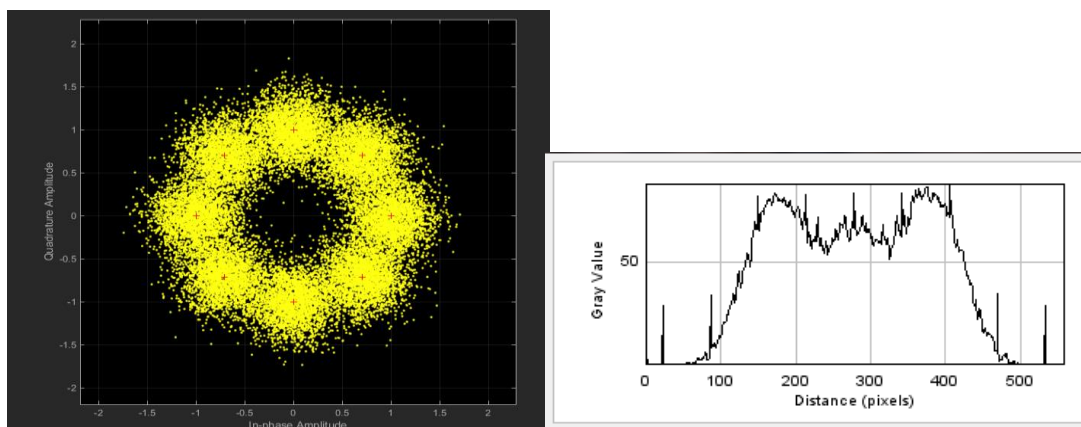 2
1.5
1
0.5
0
-0.5
-1
-1.5
-2
Quadrature Amplitude
-2 -1.5 -1 -0.5 0 0.5 1 1.5 2
In-phase Amplitude
50
Gray Value
0 100 200 300 400 500
Distance (pixels)